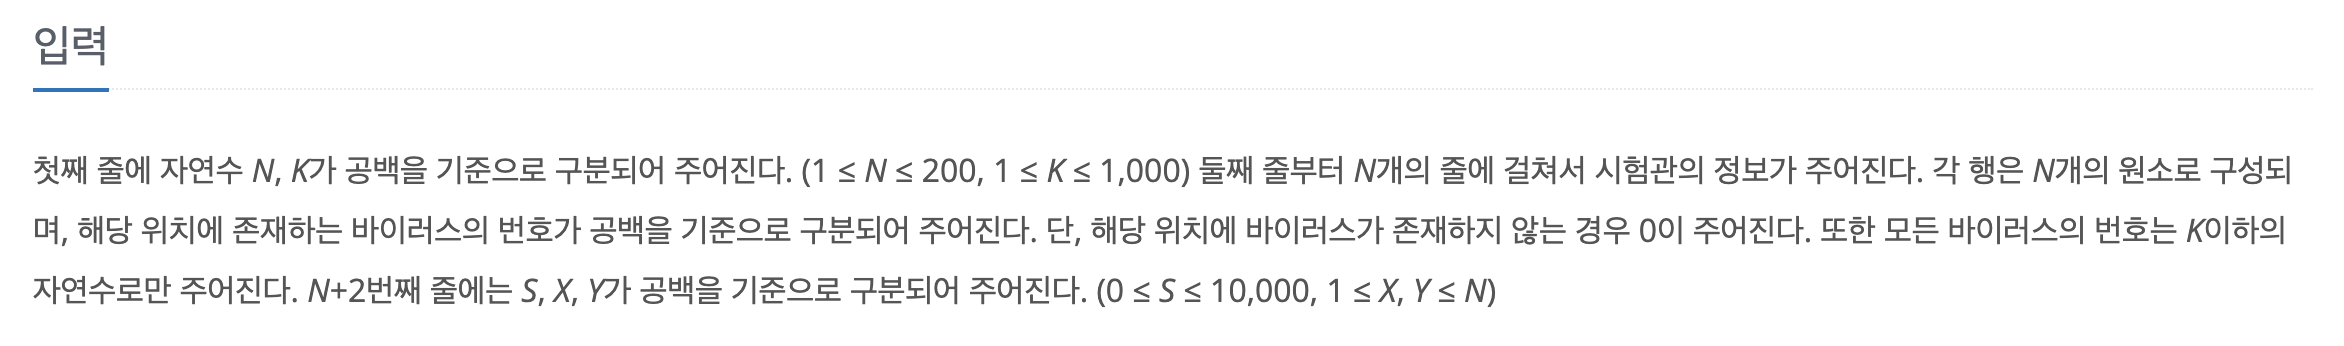 입력
첫째 줄에 자연수 N, K가 공백을 기준으로 구분되어 주어진다. (1 ≤ N ≤ 200, 1 ≤ K ≤ 1,000) 둘째 줄부터 N개의 줄에 걸쳐서 시험관의 정보가 주어진다. 각 행은 N개의 원소로 구성되
며, 해당 위치에 존재하는 바이러스의 번호가 공백을 기준으로 구분되어 주어진다. 단, 해당 위치에 바이러스가 존재하지 않는 경우 0이 주어진다. 또한 모든 바이러스의 번호는 K이하의
자연수로만 주어진다. N+2번째 줄에는 S, X, Y가 공백을 기준으로 구분되어 주어진다. (0 ≤ S ≤ 10,000, 1 ≤ X, Y ≤ N)